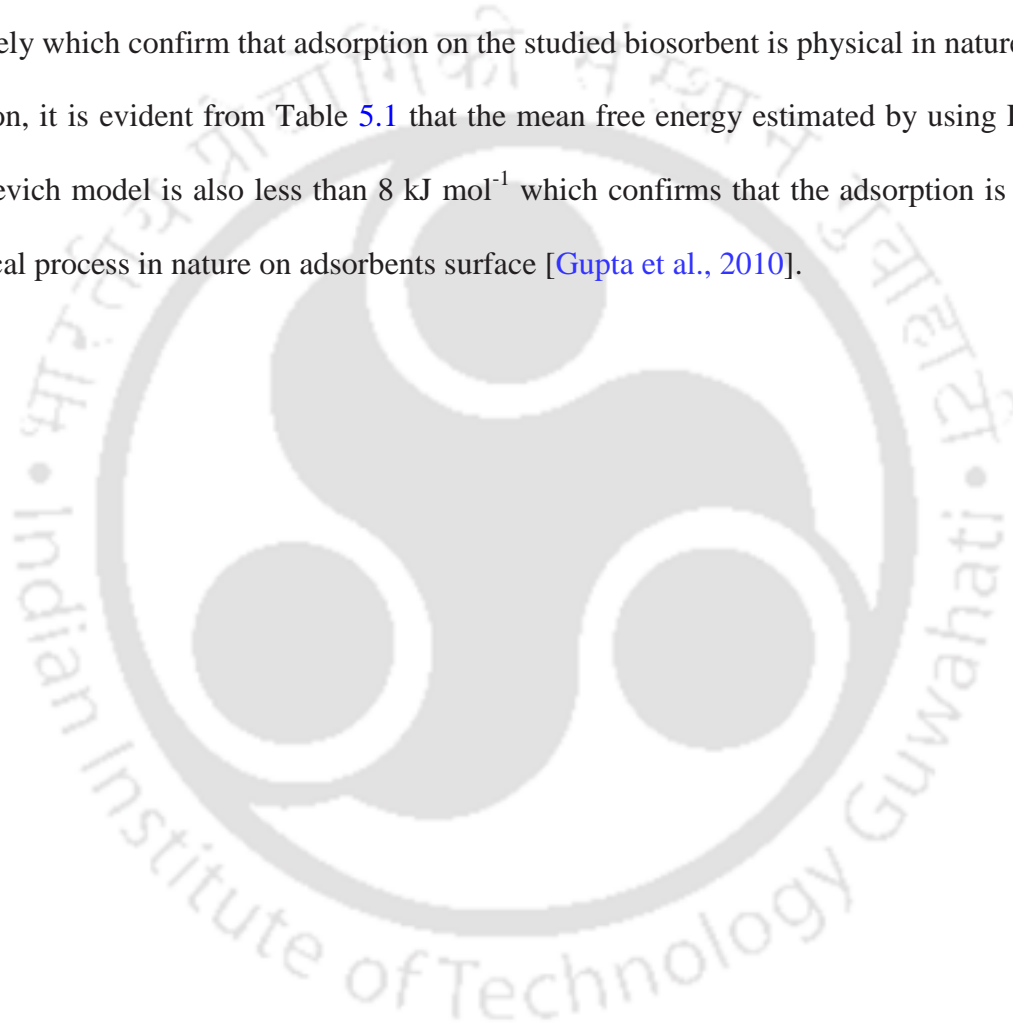 ely which confirm that adsorption on the studied biosorbent is physical in nature
on, it is evident from Table 5.1 that the mean free energy estimated by using
evich model is also less than 8 kJ mol⁻¹ which confirms that the adsorption is
cal process in nature on adsorbents surface [Gupta et al., 2010].
भारतीय प्रौद्योगिकी संस्थान गुवाहाटी
Indian Institute of Technology Guwahati